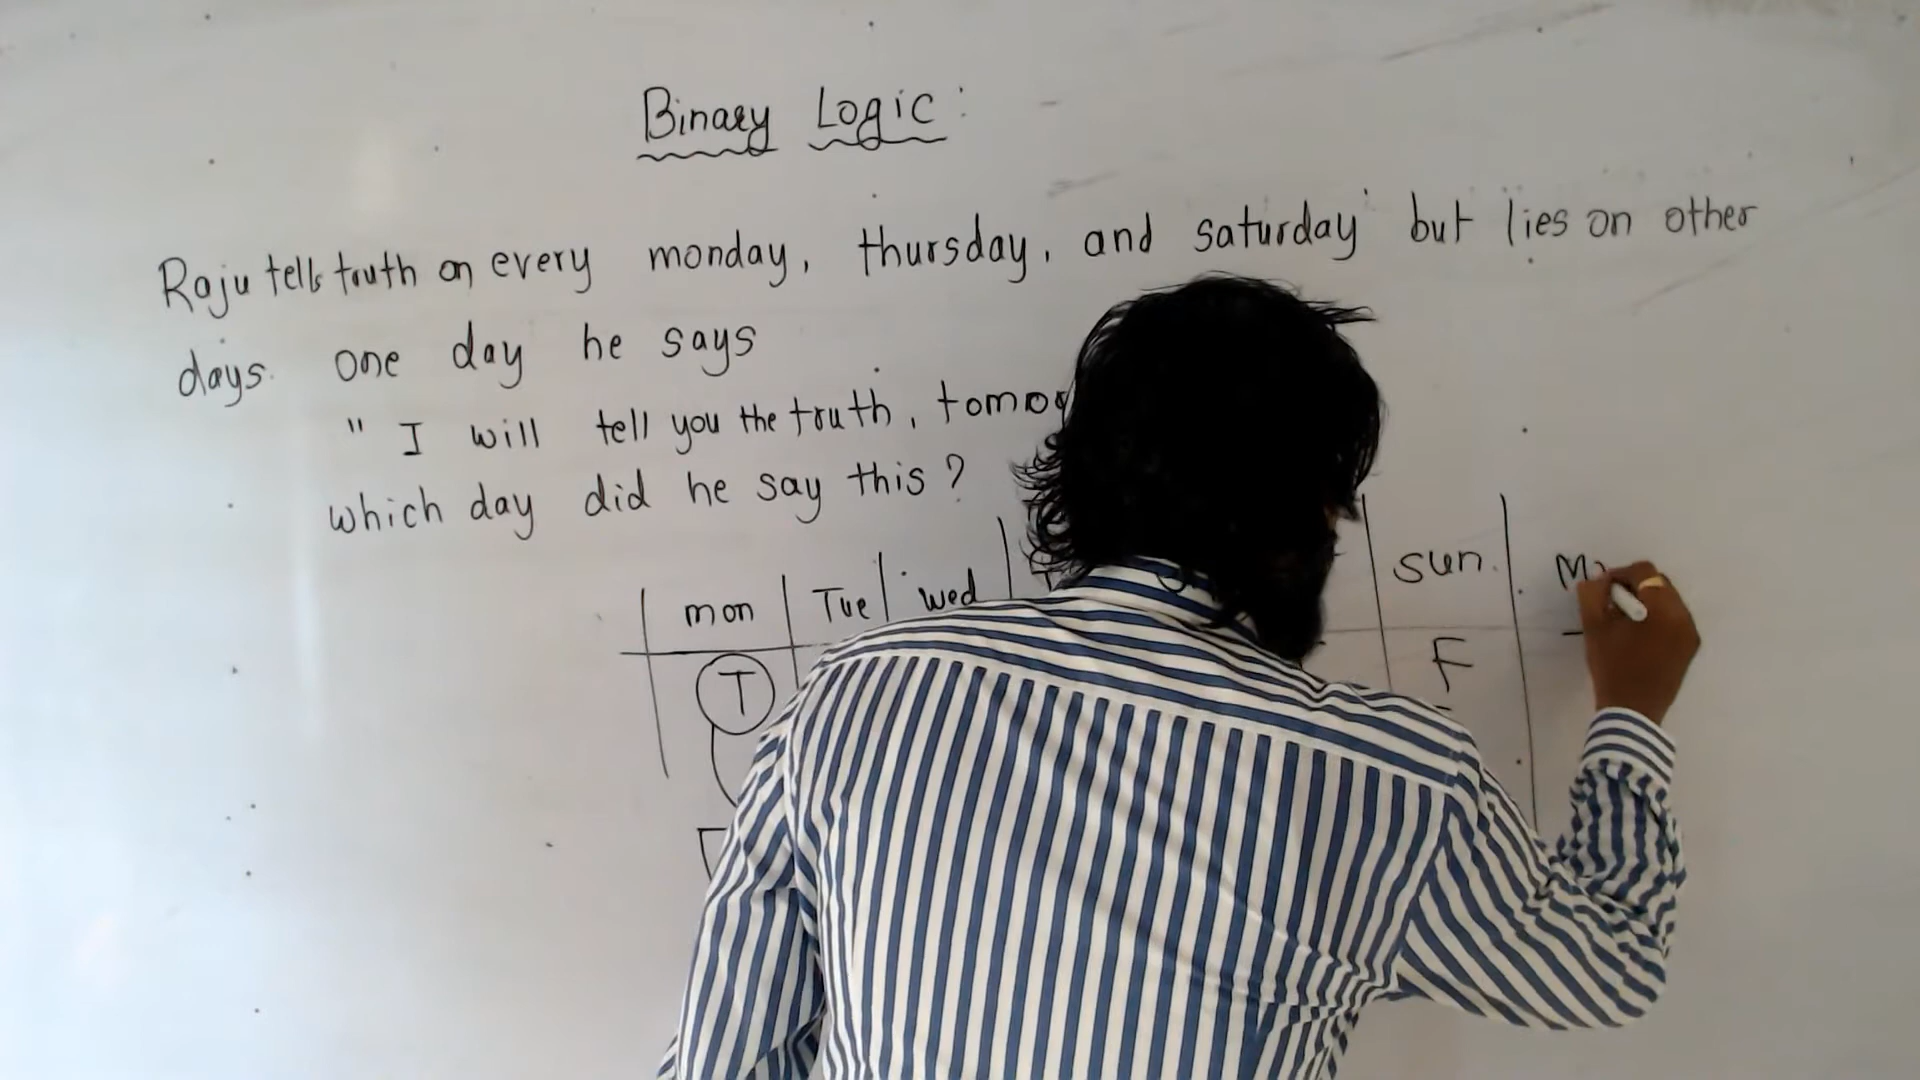 Binary Logic :
Raju tells truth on every monday, thursday, and saturday but lies on other
days. one day he says
" I will tell you the truth,
which day did he say this?
mon Tue wed sun.
T F